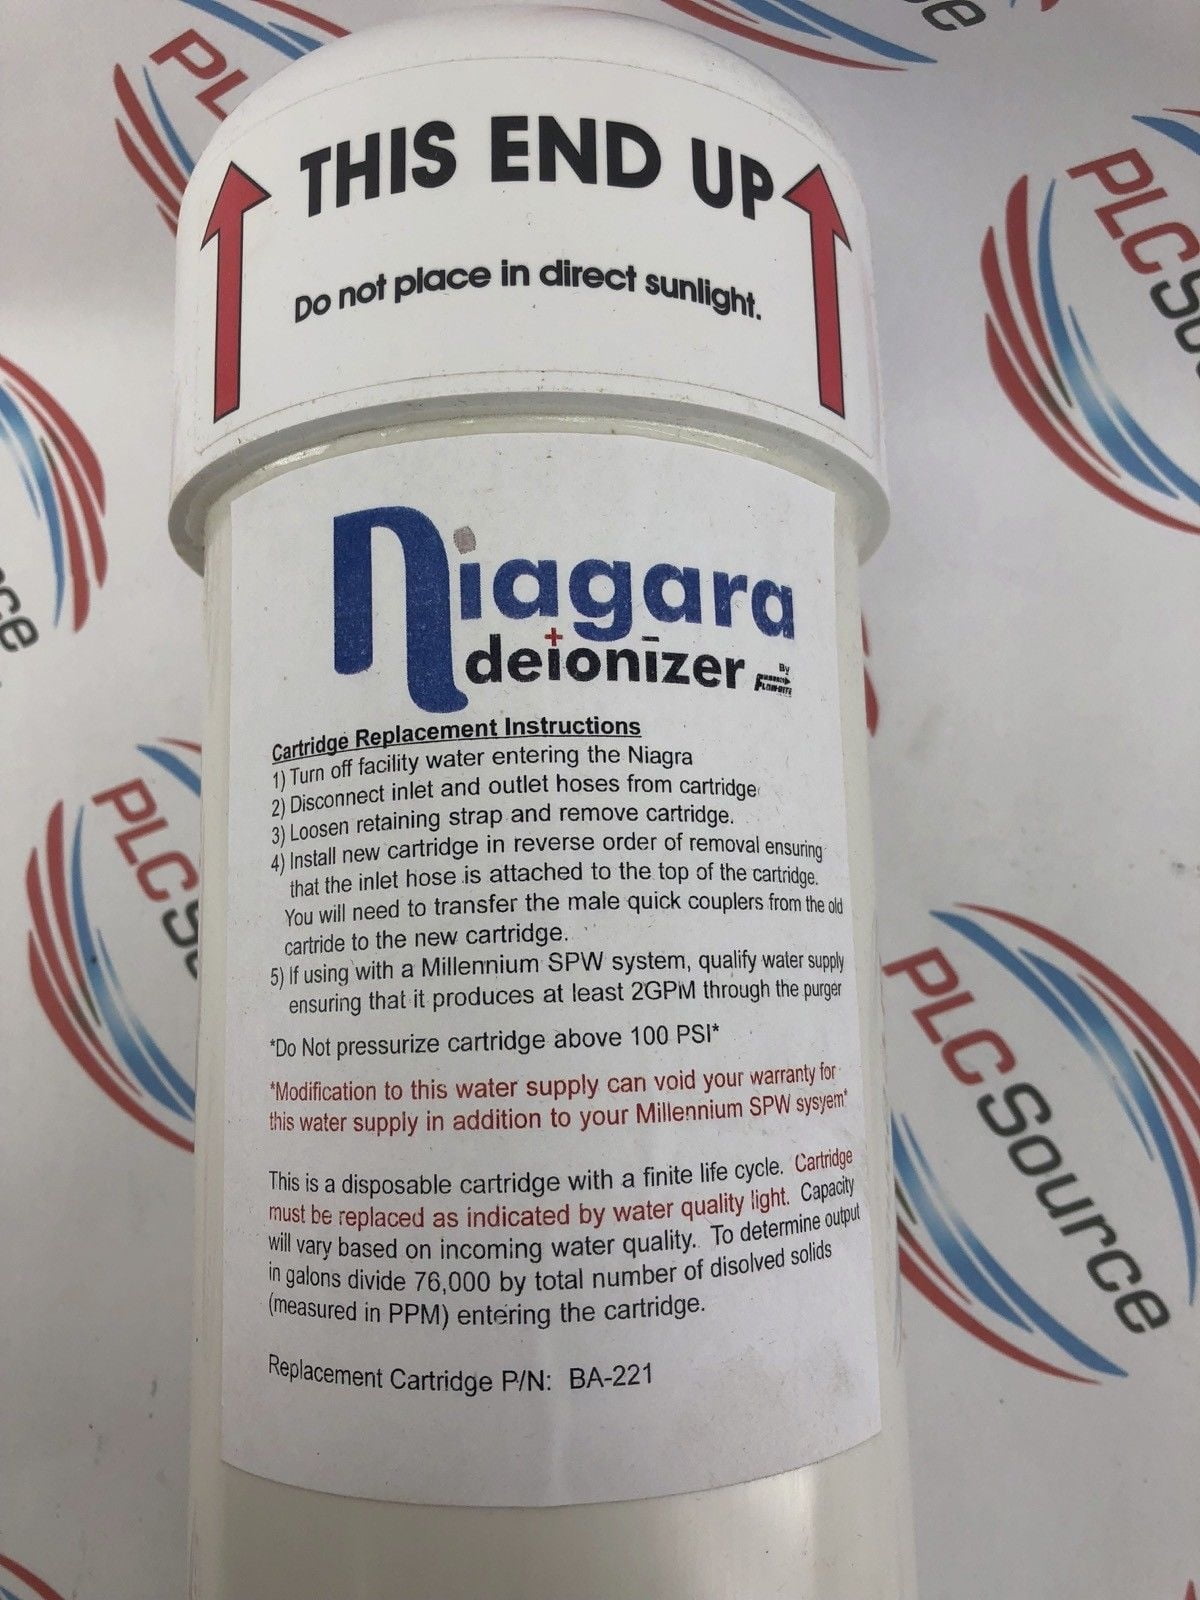 THIS END UP
Do not place in direct sunlight.
Niagara
deionizer
By
FLOW-RITE
Cartridge Replacement Instructions
1) Turn off facility water entering the Niagra
2) Disconnect inlet and outlet hoses from cartridge
3) Loosen retaining strap and remove cartridge.
4) Install new cartridge in reverse order of removal ensuring
that the inlet hose is attached to the top of the cartridge.
You will need to transfer the male quick couplers from the old
cartride to the new cartridge.
5) If using with a Millennium SPW system, qualify water supply
ensuring that it produces at least 2GPM through the purger
*Do Not pressurize cartridge above 100 PSI*
*Modification to this water supply can void your warranty for
this water supply in addition to your Millennium SPW sysyem*
This is a disposable cartridge with a finite life cycle. Cartridge
must be replaced as indicated by water quality light. Capacity
will vary based on incoming water quality. To determine output
in galons divide 76,000 by total number of disolved solids
(measured in PPM) entering the cartridge.
Replacement Cartridge P/N: BA-221
PLC
PLCSo
ce
PLCS
PLCSource
ce